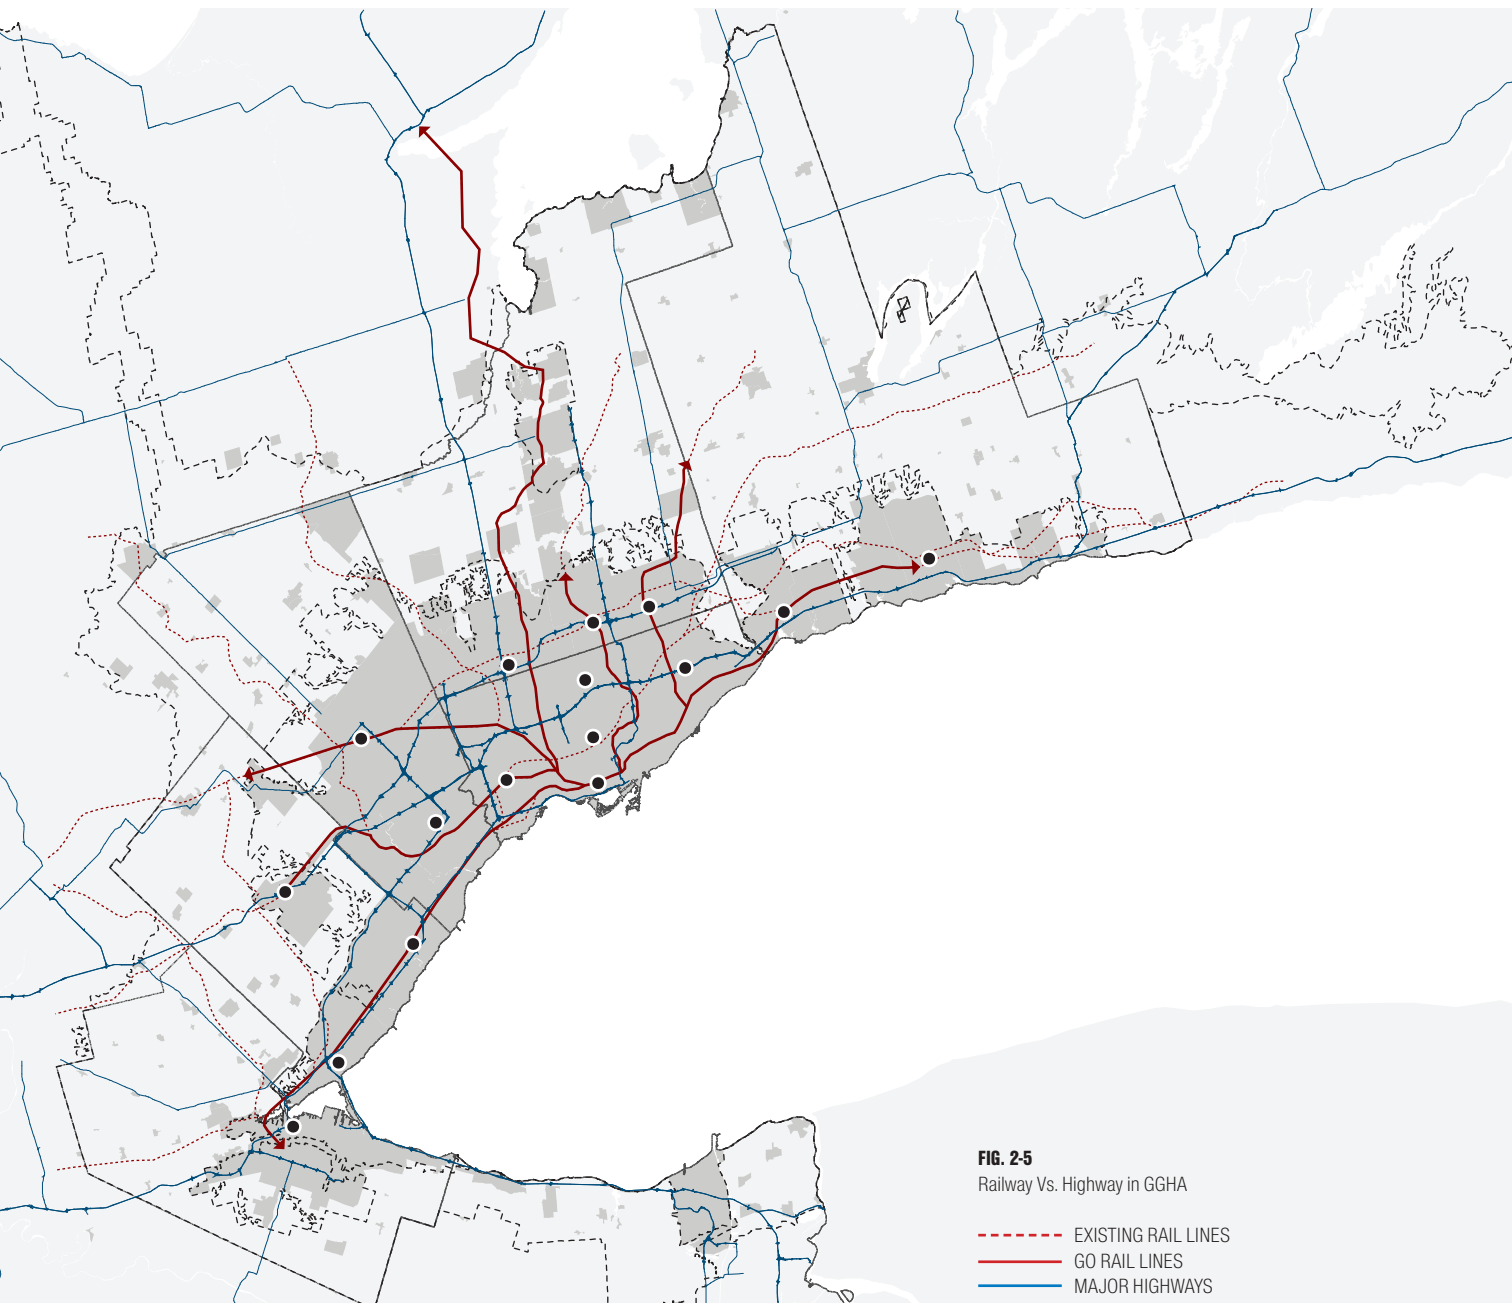 FIG. 2-5
Railway Vs. Highway in GGHA
EXISTING RAIL LINES
GO RAIL LINES
MAJOR HIGHWAYS